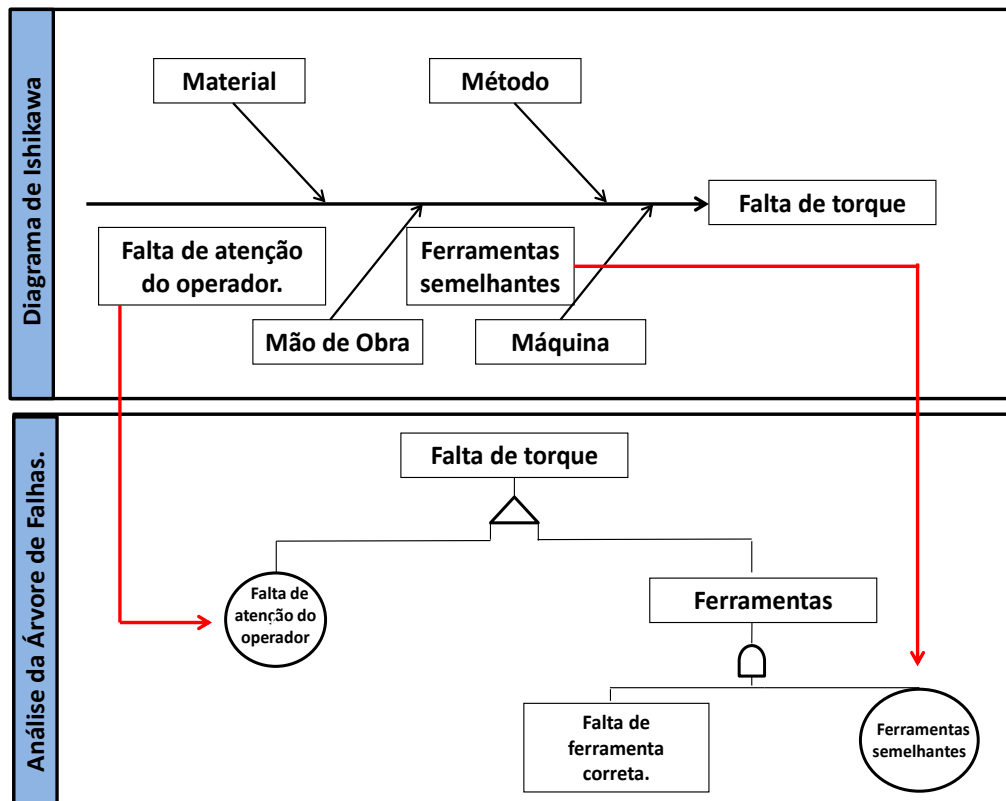 Diagrama de Ishikawa
Material
Método
Falta de torque
Falta de atenção
do operador.
Ferramentas
semelhantes
Mão de Obra
Máquina
Análise da Árvore de Falhas.
Falta de torque
Falta de
atenção do
operador
Ferramentas
Falta de
ferramenta
correta.
Ferramentas
semelhantes